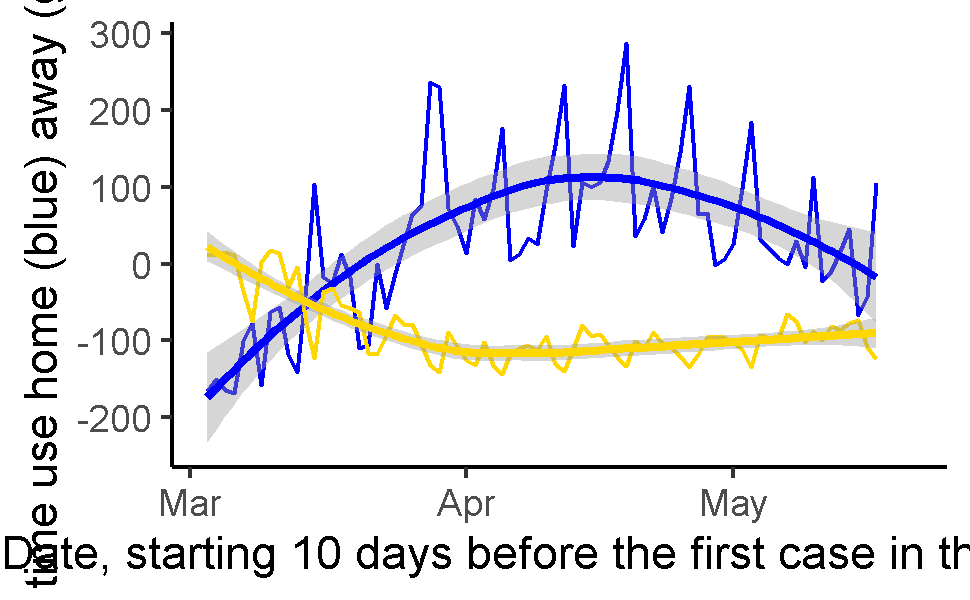 time use home (blue) away (
300
200
100
0
-100
-200
Mar Apr May
Date, starting 10 days before the first case in th